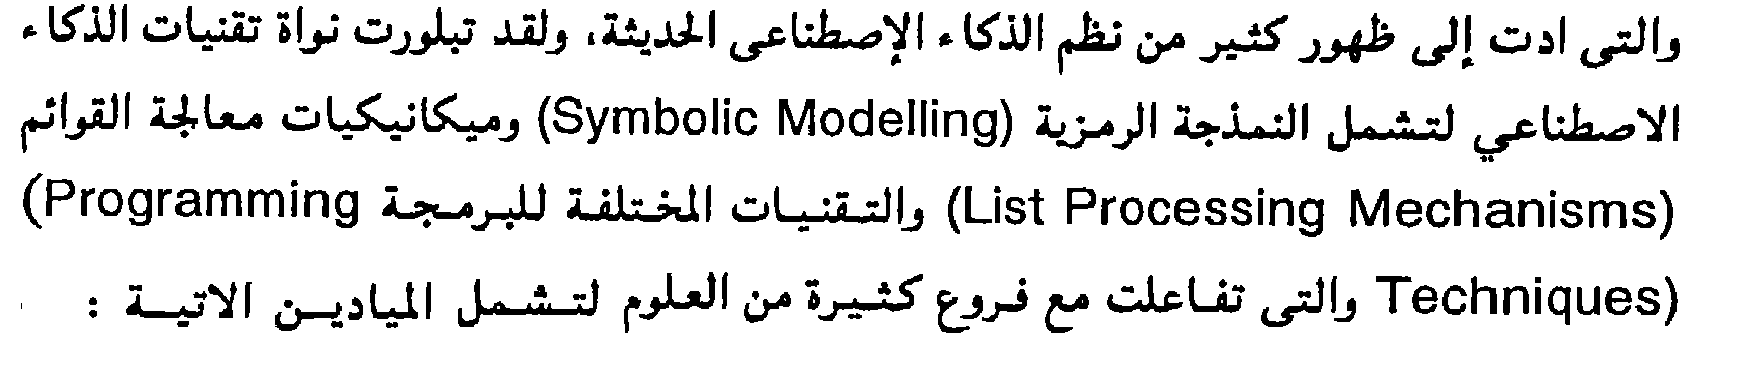 والتى ادت إلى ظهور كثير من نظم الذكاء الإصطناعى الحديثة، ولقد تبلورت نواة تقنيات الذكاء
الاصطناعي لتشمل النمذجة الرمزية (Symbolic Modelling) وميكانيكيات معالجة القوائم
(List Processing Mechanisms) والتقنيات المختلفة للبرمجة (Programming
Techniques) والتى تفاعلت مع فروع كثيرة من العلوم لتشمل الميادين الاتية :